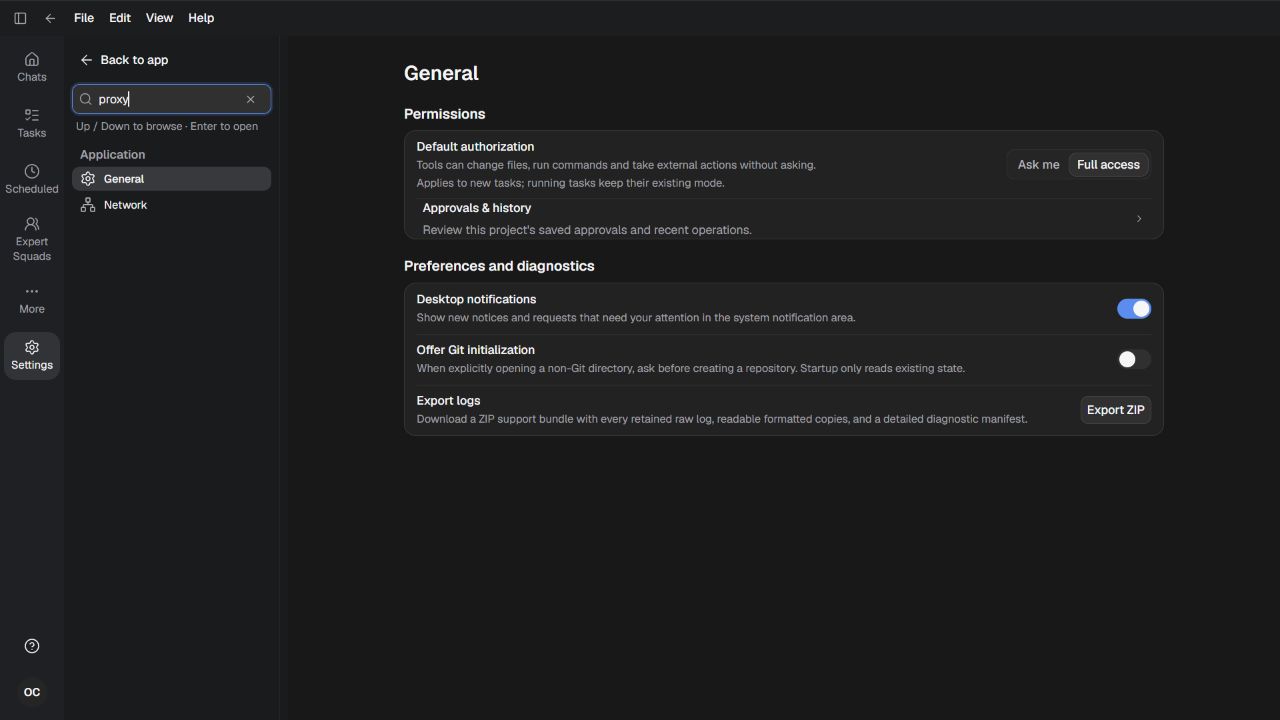 File Edit View Help
Chats
Tasks
Scheduled
Expert
Squads
More
Settings
OC
Back to app
proxy
Up / Down to browse · Enter to open
Application
General
Network
General
Permissions
Default authorization
Tools can change files, run commands and take external actions without asking.
Applies to new tasks; running tasks keep their existing mode.
Ask me Full access
Approvals & history
Review this project's saved approvals and recent operations.
Preferences and diagnostics
Desktop notifications
Show new notices and requests that need your attention in the system notification area.
Offer Git initialization
When explicitly opening a non-Git directory, ask before creating a repository. Startup only reads existing state.
Export logs
Download a ZIP support bundle with every retained raw log, readable formatted copies, and a detailed diagnostic manifest.
Export ZIP